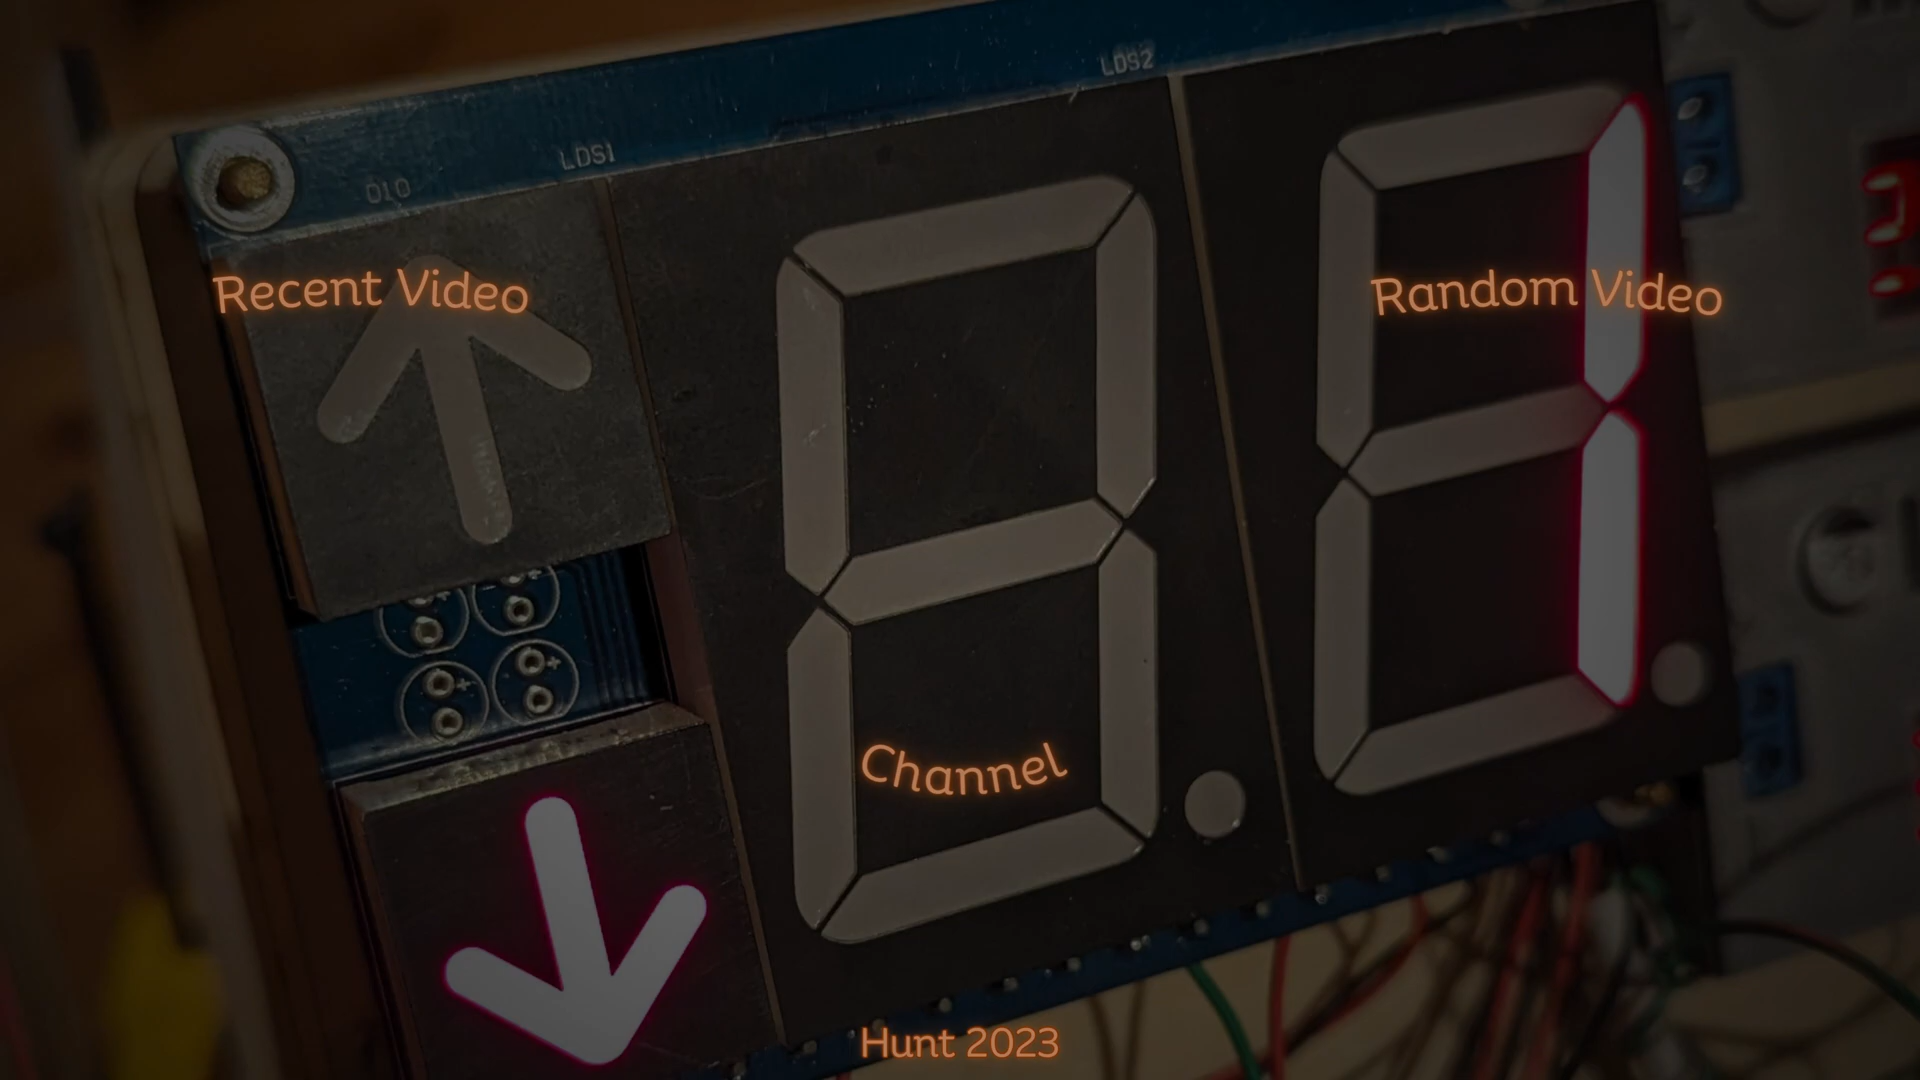 LDS2
LDS1
D10
Recent Video
Random Video
Channel
Hunt 2023